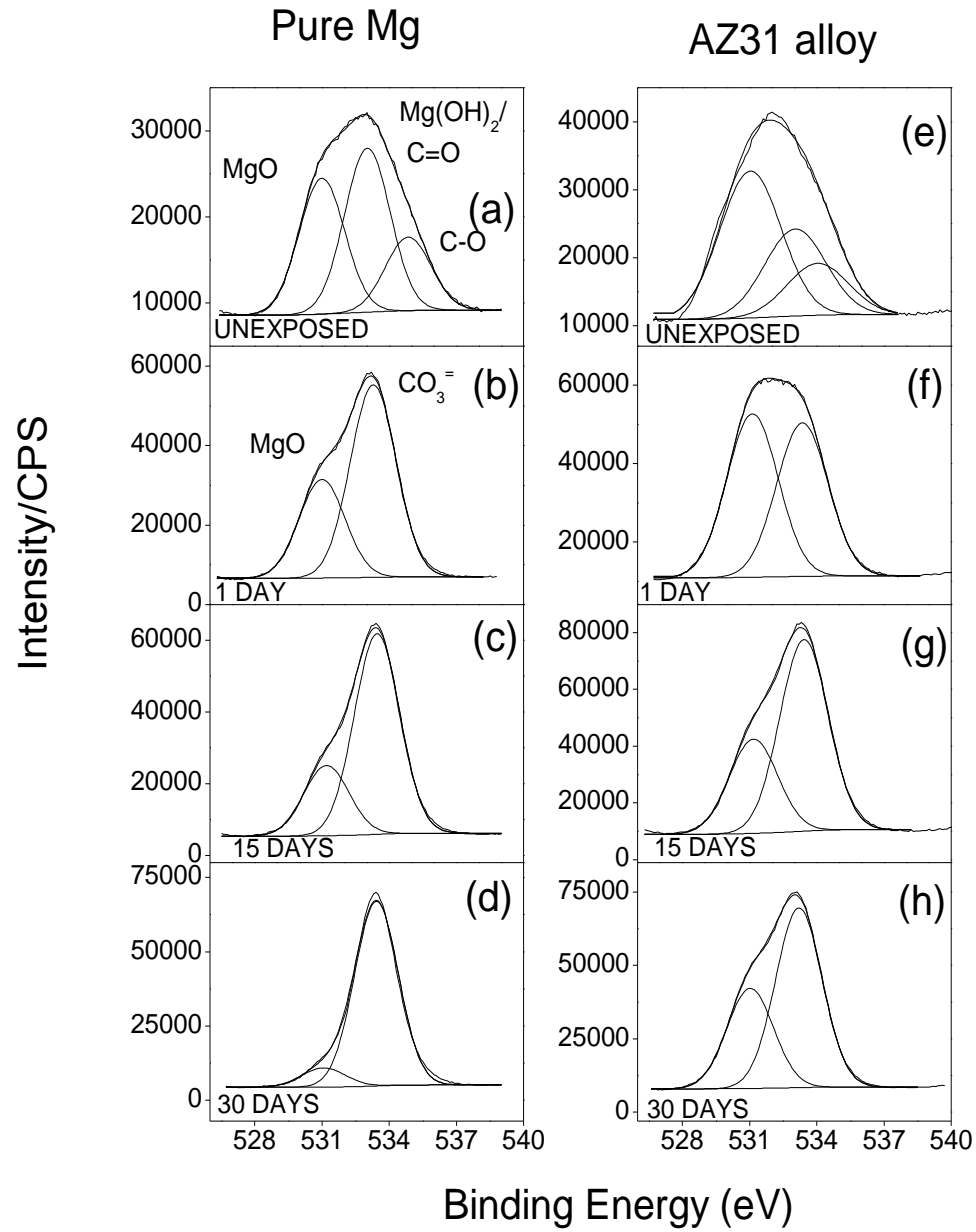 Pure Mg
AZ31 alloy
Intensity/CPS
30000
20000
10000
MgO
Mg(OH)₂/
C=O
C-O
(a)
UNEXPOSED
40000
30000
20000
10000
(e)
UNEXPOSED
60000
40000
20000
0
MgO
CO₃⁼
(b)
1 DAY
60000
40000
20000
(f)
1 DAY
60000
40000
20000
0
(c)
15 DAYS
80000
60000
40000
20000
0
(g)
15 DAYS
75000
50000
25000
0
(d)
30 DAYS
75000
50000
25000
0
(h)
30 DAYS
528 531 534 537 540
528 531 534 537 540
Binding Energy (eV)